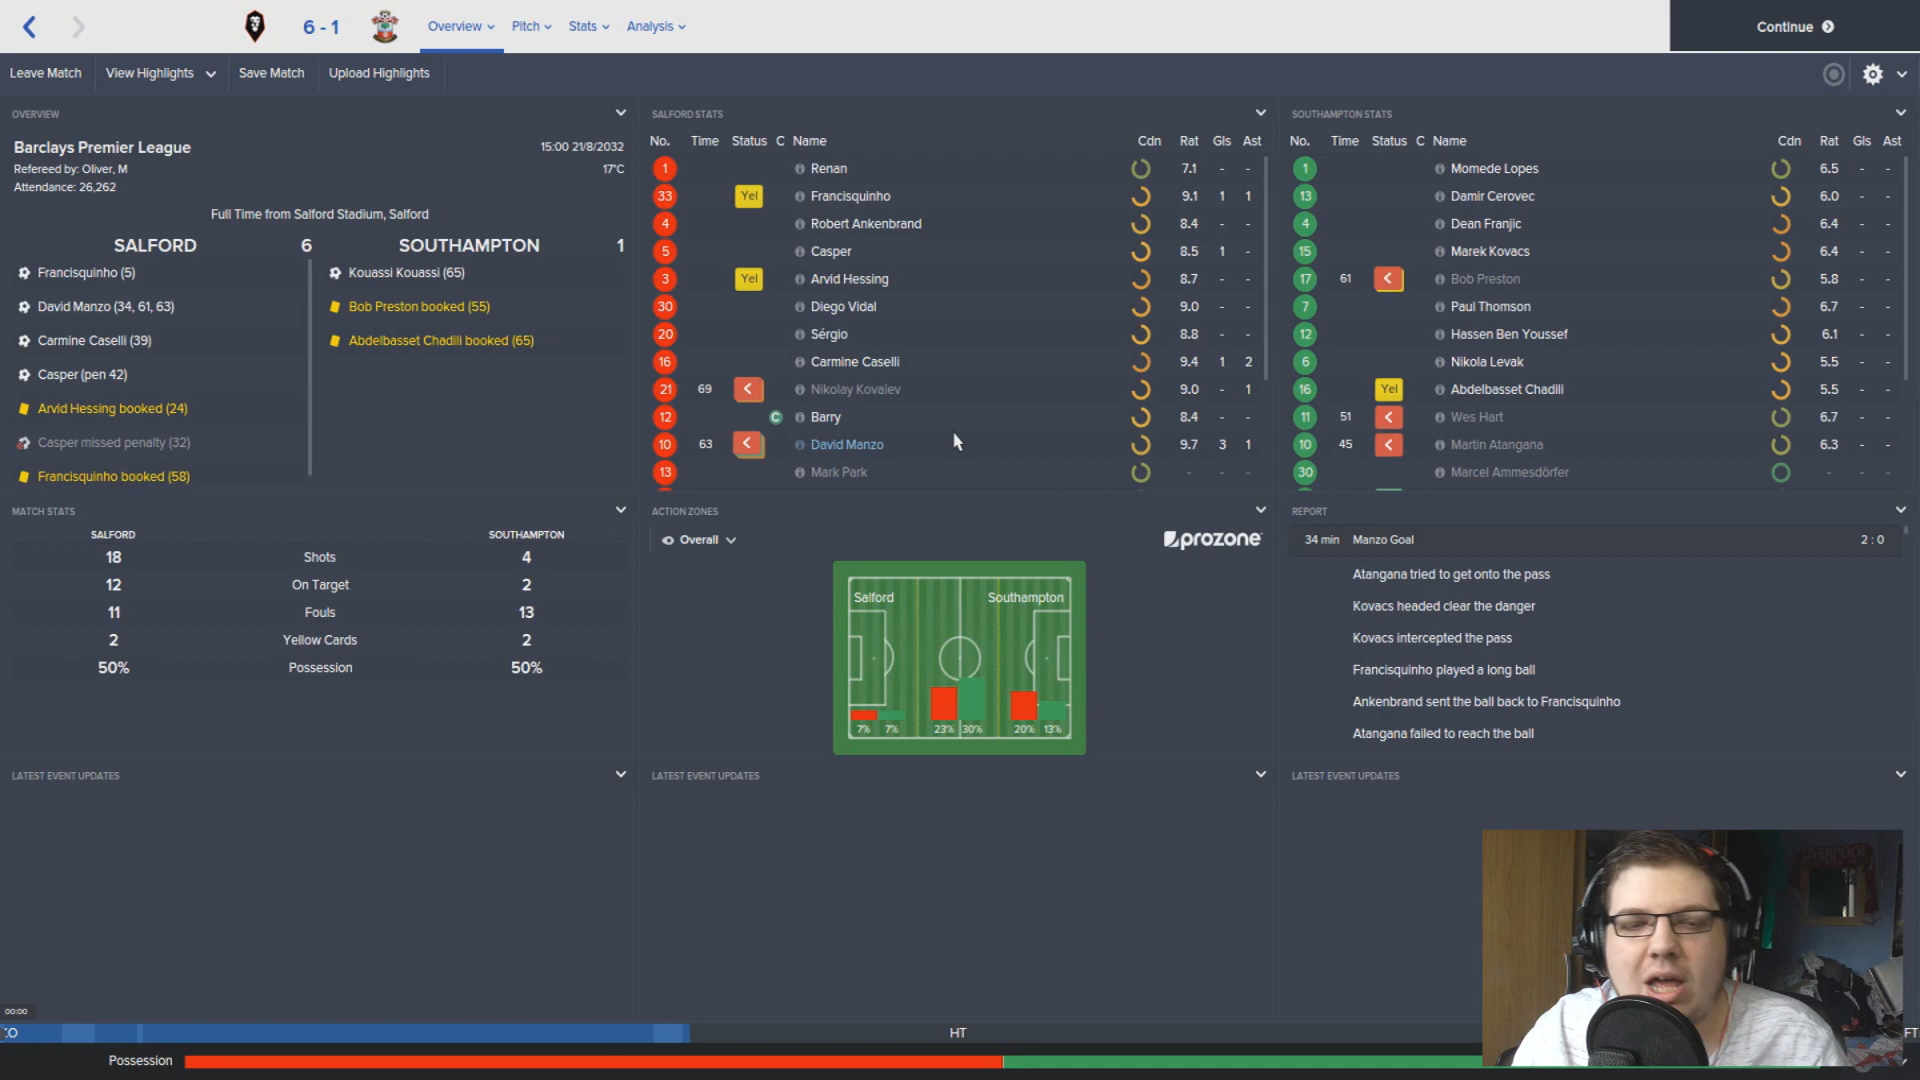 6 - 1
Overview
Pitch
Stats
Analysis
Continue
Leave Match
View Highlights
Save Match
Upload Highlights
OVERVIEW
Barclays Premier League
15:00 21/8/2032
Refereed by: Oliver, M
17°C
Attendance: 26,262
Full Time from Salford Stadium, Salford
SALFORD 6 SOUTHAMPTON 1
Francisquinho (5)
David Manzo (34, 61, 63)
Carmine Caselli (39)
Casper (pen 42)
Arvid Hessing booked (24)
Casper missed penalty (32)
Francisquinho booked (58)
Kouassi Kouassi (65)
Bob Preston booked (55)
Abdelbasset Chadili booked (65)
SALFORD STATS
No. Time Status C Name Cdn Rat Gls Ast
1 Renan 7.1 - -
33 Yel Francisquinho 9.1 1 1
4 Robert Ankenbrand 8.4 - -
5 Casper 8.5 1 -
3 Yel Arvid Hessing 8.7 - -
30 Diego Vidal 9.0 - -
20 Sérgio 8.8 - -
16 Carmine Caselli 9.4 1 2
21 69 Nikolay Kovalev 9.0 - 1
12 C Barry 8.4 - -
10 63 David Manzo 9.7 3 1
13 Mark Park - - -
SOUTHAMPTON STATS
No. Time Status C Name Cdn Rat Gls Ast
1 Momede Lopes 6.5 - -
13 Damir Cerovec 6.0 - -
4 Dean Franjic 6.4 - -
15 Marek Kovacs 6.4 - -
17 61 Bob Preston 5.8 - -
7 Paul Thomson 6.7 - -
12 Hassen Ben Youssef 6.1 - -
6 Nikola Levak 5.5 - -
16 Yel Abdelbasset Chadili 5.5 - -
11 51 Wes Hart 6.7 - -
10 45 Martin Atangana 6.3 - -
30 Marcel Ammesdörfer - - -
MATCH STATS
SALFORD SOUTHAMPTON
18 Shots 4
12 On Target 2
11 Fouls 13
2 Yellow Cards 2
50% Possession 50%
ACTION ZONES
Overall
prozone
Salford Southampton
7% 7% 23% 30% 20% 13%
REPORT
34 min Manzo Goal 2 : 0
Atangana tried to get onto the pass
Kovacs headed clear the danger
Kovacs intercepted the pass
Francisquinho played a long ball
Ankenbrand sent the ball back to Francisquinho
Atangana failed to reach the ball
LATEST EVENT UPDATES
LATEST EVENT UPDATES
LATEST EVENT UPDATES
00:00
HT
FT
Possession